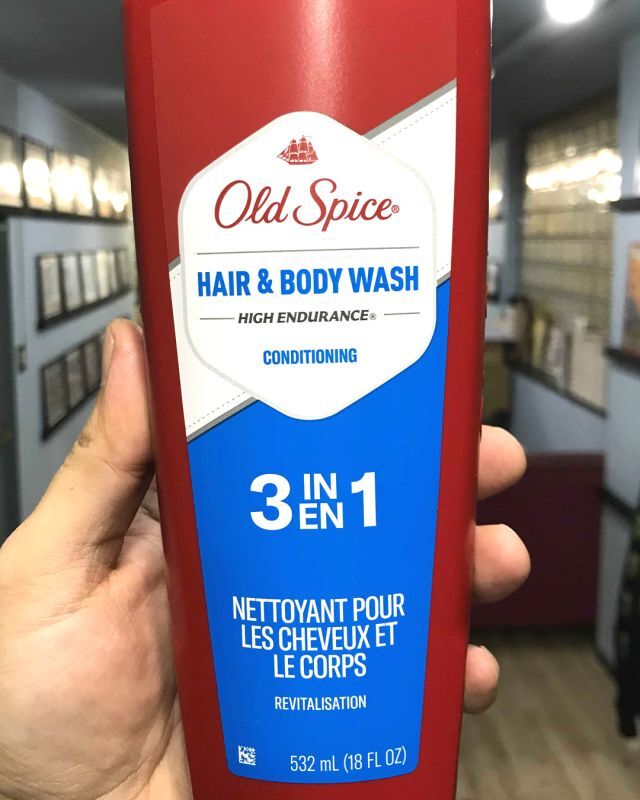 Old Spice®
HAIR & BODY WASH
HIGH ENDURANCE®
CONDITIONING
3 IN EN 1
NETTOYANT POUR
LES CHEVEUX ET
LE CORPS
REVITALISATION
532 mL (18 FL OZ)